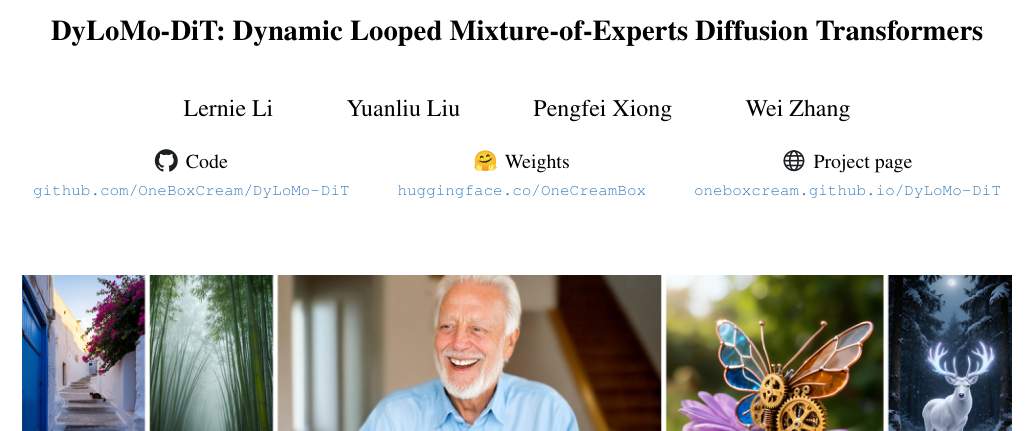 DyLoMo-DiT: Dynamic Looped Mixture-of-Experts Diffusion Transformers
Lernie Li Yuanliu Liu Pengfei Xiong Wei Zhang
Code Weights Project page
github.com/OneBoxCream/DyLoMo-DiT huggingface.co/OneCreamBox oneboxcream.github.io/DyLoMo-DiT